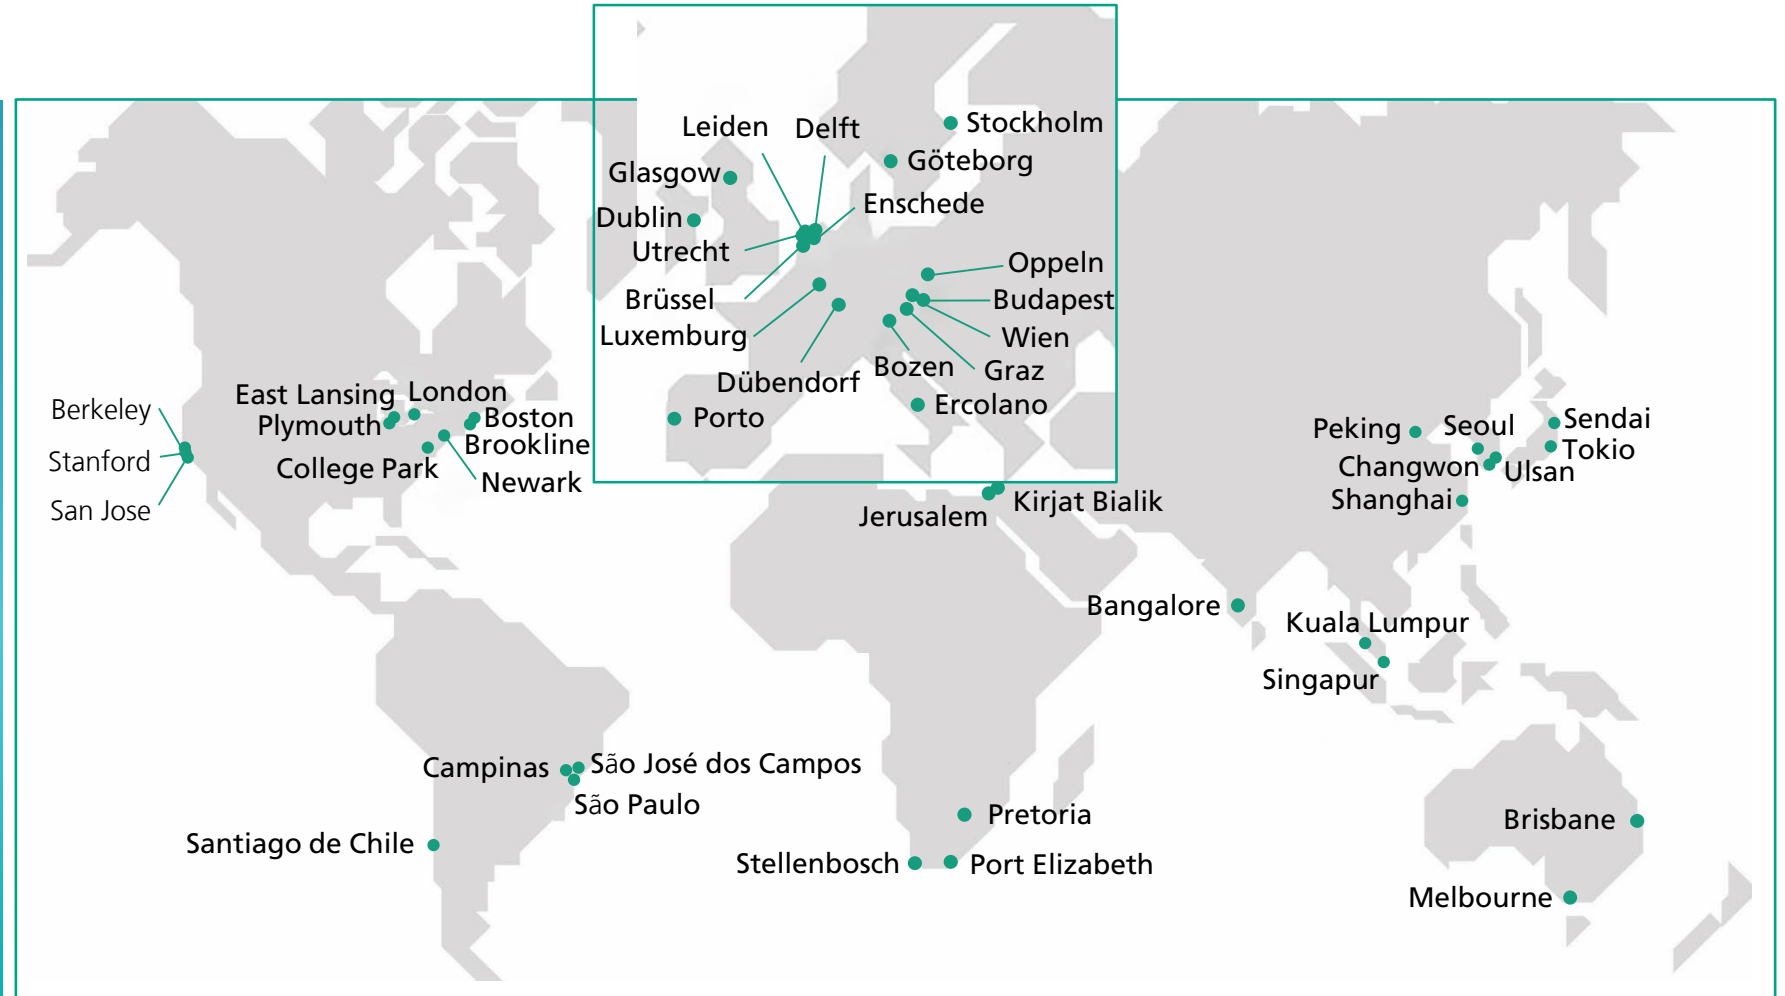 Leiden
Delft
Stockholm
Göteborg
Glasgow
Enschede
Dublin
Utrecht
Oppeln
Brüssel
Budapest
Luxemburg
Wien
Bozen
Graz
Dübendorf
Ercolano
Porto
Berkeley
East Lansing
London
Plymouth
Boston
Brookline
Stanford
College Park
Newark
San Jose
Peking
Seoul
Sendai
Tokio
Changwon
Ulsan
Shanghai
Kirjat Bialik
Jerusalem
Bangalore
Kuala Lumpur
Singapur
Campinas
São José dos Campos
São Paulo
Santiago de Chile
Pretoria
Stellenbosch
Port Elizabeth
Brisbane
Melbourne